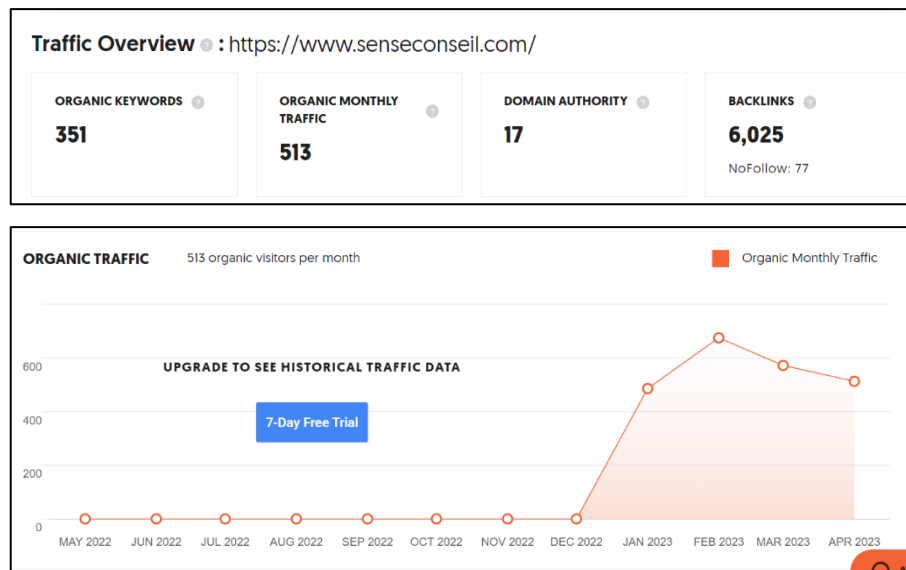 Traffic Overview ? : https://www.senseconseil.com/
ORGANIC KEYWORDS ?
351
ORGANIC MONTHLY TRAFFIC ?
513
DOMAIN AUTHORITY ?
17
BACKLINKS ?
6,025
NoFollow: 77
ORGANIC TRAFFIC 513 organic visitors per month Organic Monthly Traffic
600
UPGRADE TO SEE HISTORICAL TRAFFIC DATA
400
7-Day Free Trial
200
0
MAY 2022 JUN 2022 JUL 2022 AUG 2022 SEP 2022 OCT 2022 NOV 2022 DEC 2022 JAN 2023 FEB 2023 MAR 2023 APR 2023